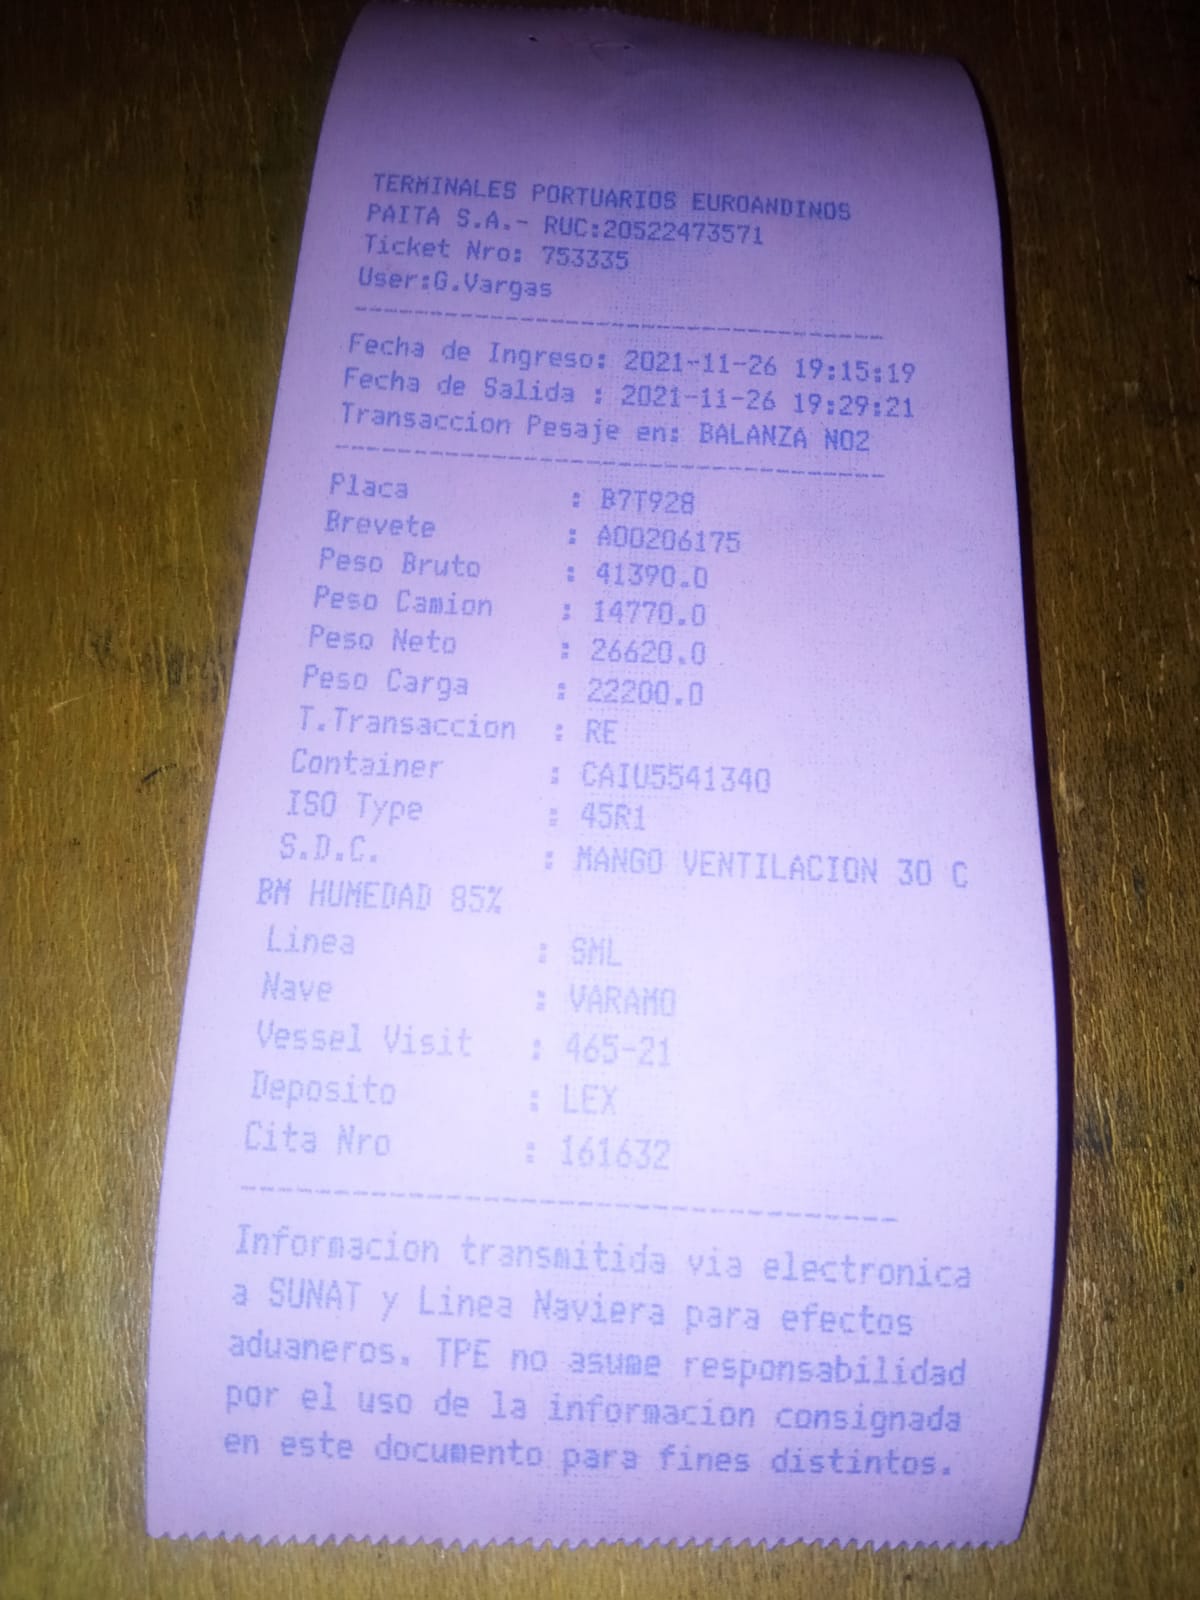 TERMINALES PORTUARIOS EUROANDINOS
PAITA S.A.- RUC:20522473571
Ticket Nro: 753335
User:G.Vargas
Fecha de Ingreso: 2021-11-26 19:15:19
Fecha de Salida : 2021-11-26 19:29:21
Transaccion Pesaje en: BALANZA NO2
Placa : B7T928
Brevete : A00206175
Peso Bruto : 41390.0
Peso Camion : 14770.0
Peso Neto : 26620.0
Peso Carga : 22200.0
T.Transaccion : RE
Container : CAIU5541340
ISO Type : 45R1
S.D.C. : MANGO VENTILACION 30 C
BM HUMEDAD 85%
Linea : SML
Nave : VARAMO
Vessel Visit : 465-21
Deposito : LEX
Cita Nro : 161632
Informacion transmitida via electronica
a SUNAT y Linea Naviera para efectos
aduaneros. TPE no asume responsabilidad
por el uso de la informacion consignada
en este documento para fines distintos.